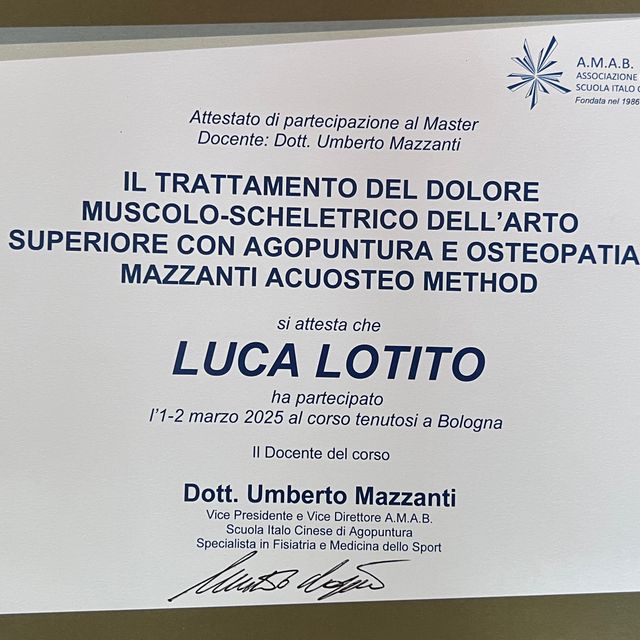 A.M.A.B.
ASSOCIAZIONE
SCUOLA ITALO
Fondata nel 1986
Attestato di partecipazione al Master
Docente: Dott. Umberto Mazzanti
IL TRATTAMENTO DEL DOLORE
MUSCOLO-SCHELETRICO DELL'ARTO
SUPERIORE CON AGOPUNTURA E OSTEOPATIA
MAZZANTI ACUOSTEO METHOD
si attesta che
LUCA LOTITO
ha partecipato
l'1-2 marzo 2025 al corso tenutosi a Bologna
Il Docente del corso
Dott. Umberto Mazzanti
Vice Presidente e Vice Direttore A.M.A.B.
Scuola Italo Cinese di Agopuntura
Specialista in Fisiatria e Medicina dello Sport